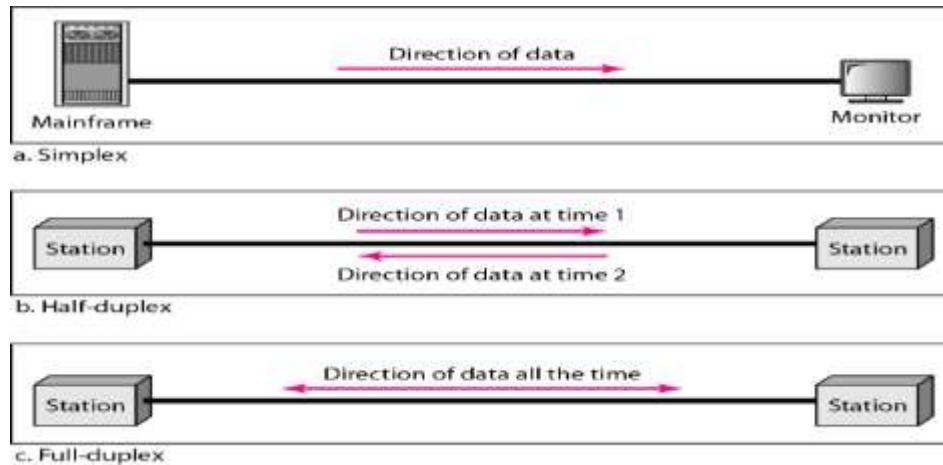 Direction of data
Mainframe
Monitor
a. Simplex
Direction of data at time 1
Station
Station
Direction of data at time 2
b. Half-duplex
Direction of data all the time
Station
Station
c. Full-duplex